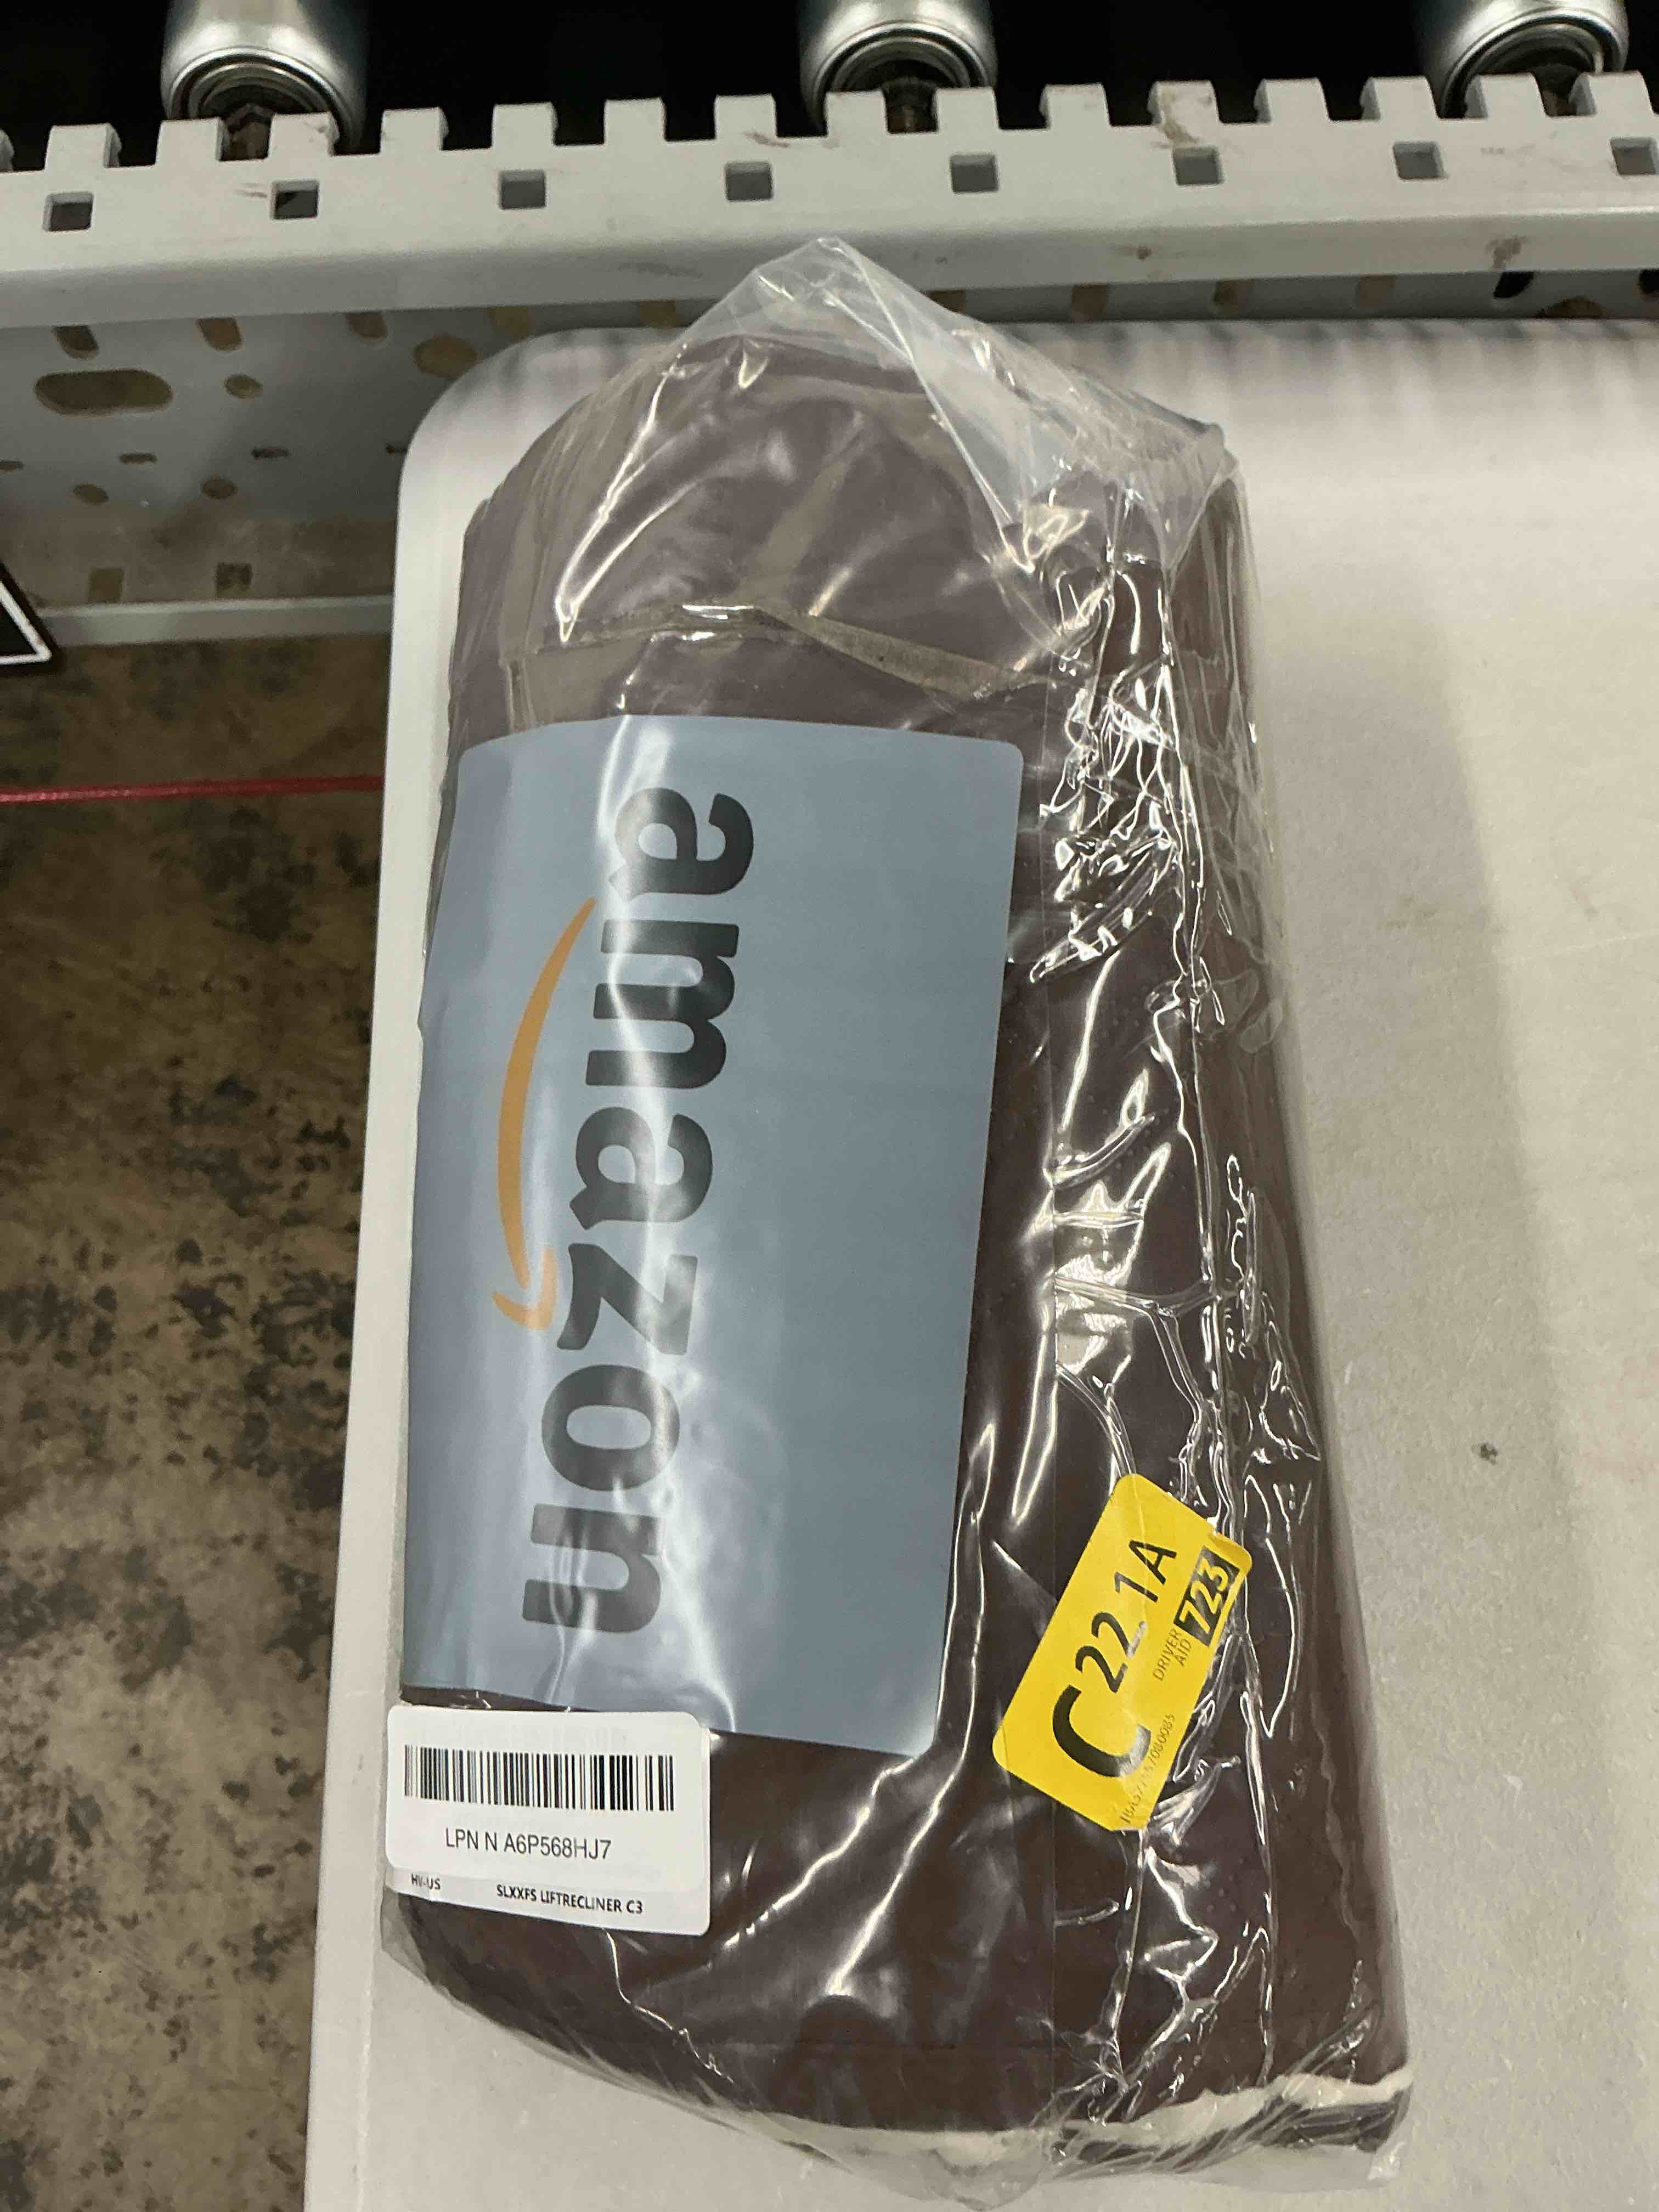 amazon
C
22.1A
DRIVER
AID
723
LPN N A6P568HJ7
HV-US
SLXXFS LIFTRECLINER C3